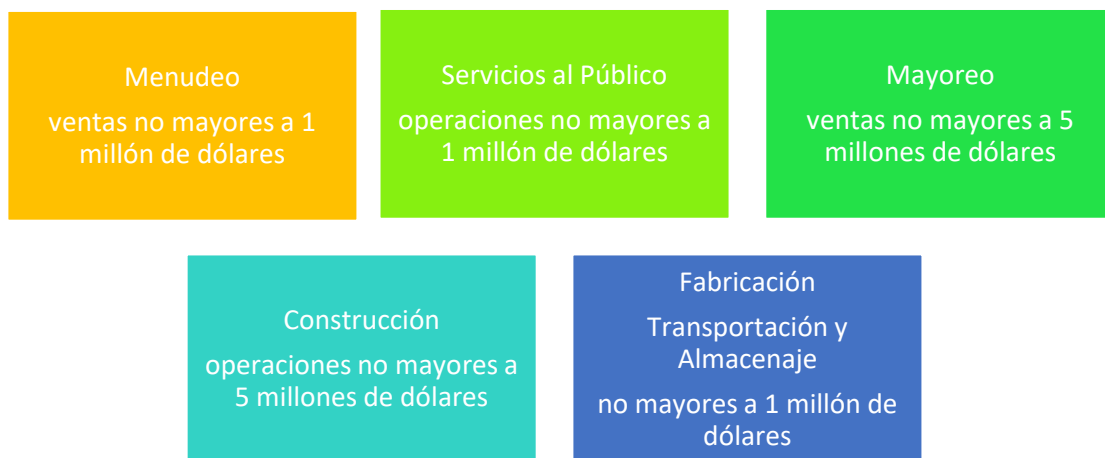 Menudeo
ventas no mayores a 1
millón de dólares
Servicios al Público
operaciones no mayores a
1 millón de dólares
Mayoreo
ventas no mayores a 5
millones de dólares
Construcción
operaciones no mayores a
5 millones de dólares
Fabricación
Transportación y
Almacenaje
no mayores a 1 millón de
dólares